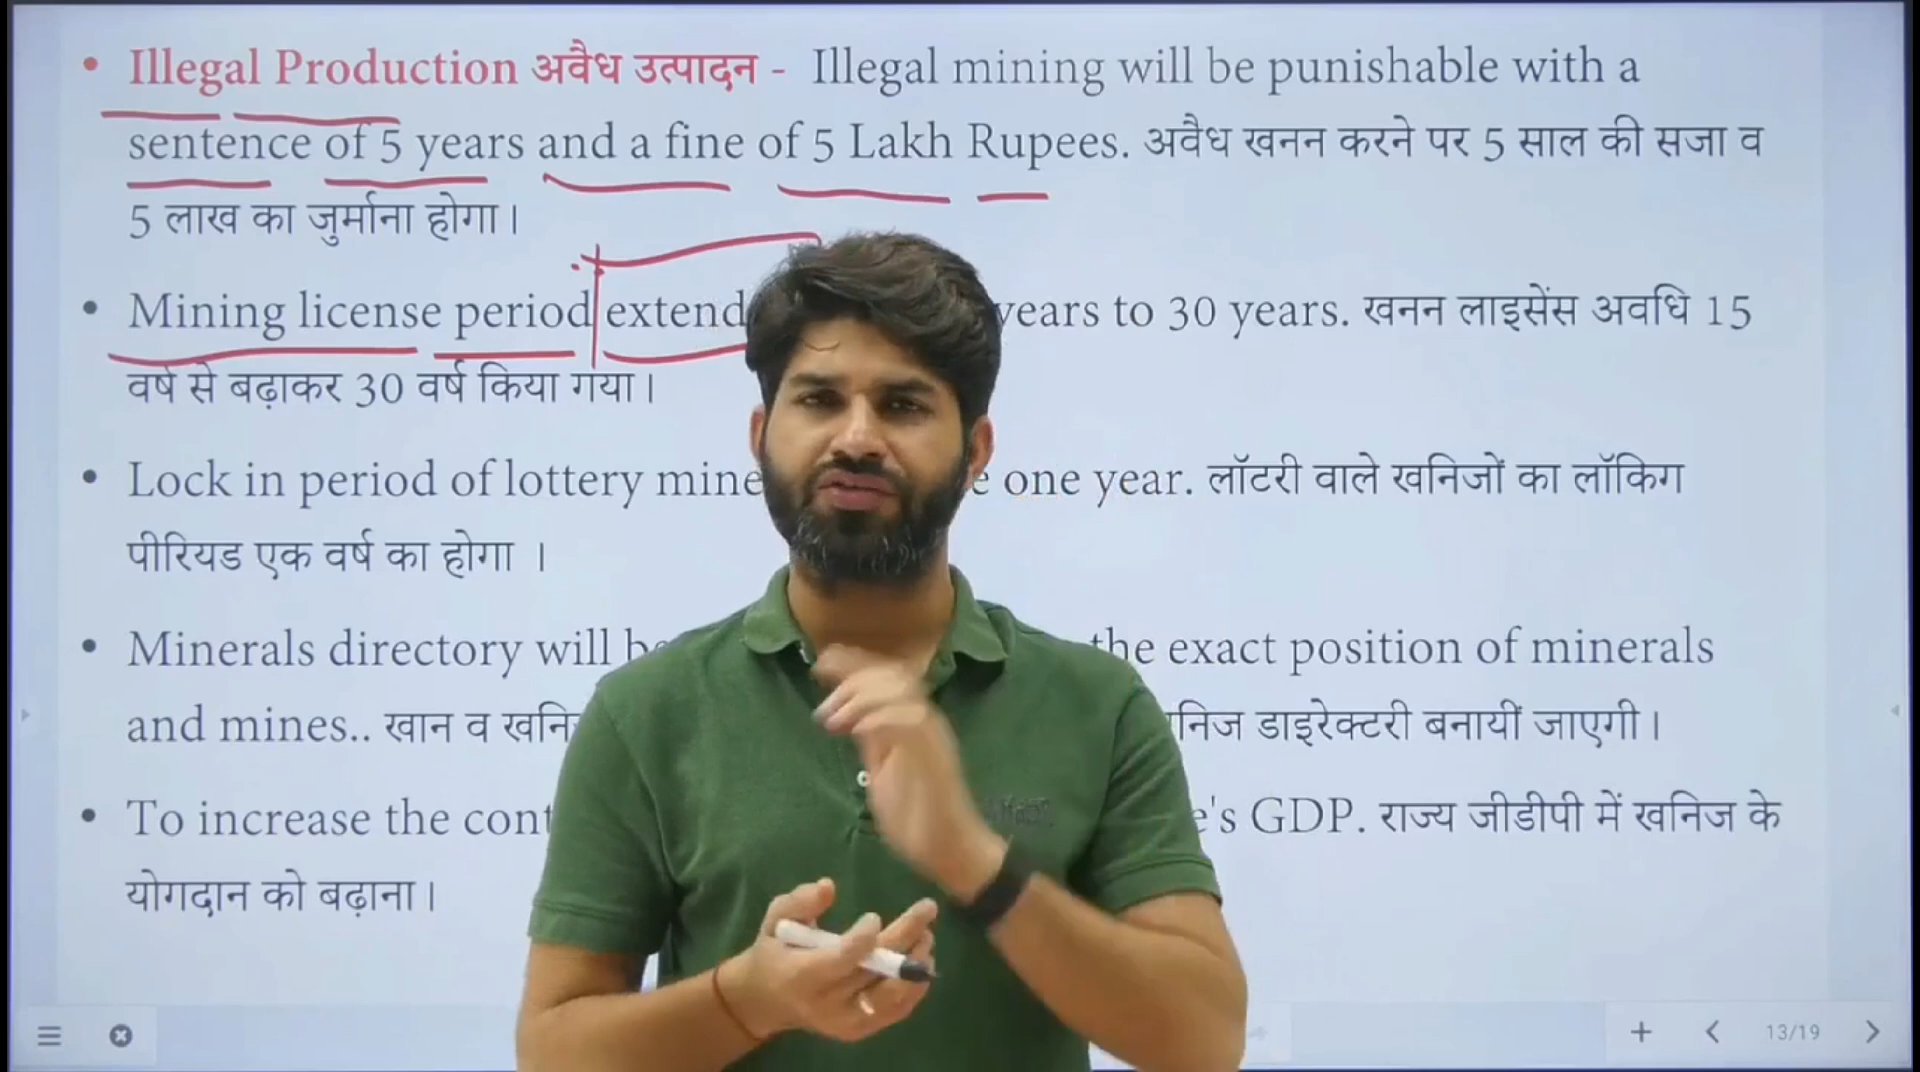 • Illegal Production अवैध उत्पादन - Illegal mining will be punishable with a
sentence of 5 years and a fine of 5 Lakh Rupees. अवैध खनन करने पर 5 साल की सजा व
5 लाख का जुर्माना होगा।
• Mining license period extend years to 30 years. खनन लाइसेंस अवधि 15
वर्ष से बढ़ाकर 30 वर्ष किया गया।
• Lock in period of lottery one year. लॉटरी वाले खनिजों का लॉकिग
पीरियड एक वर्ष का होगा ।
• Minerals directory will the exact position of minerals
and mines.. खान व डाइरेक्टरी बनायीं जाएगी।
• To increase the GDP. राज्य जीडीपी में खनिज के
योगदान को बढ़ाना।
13/19